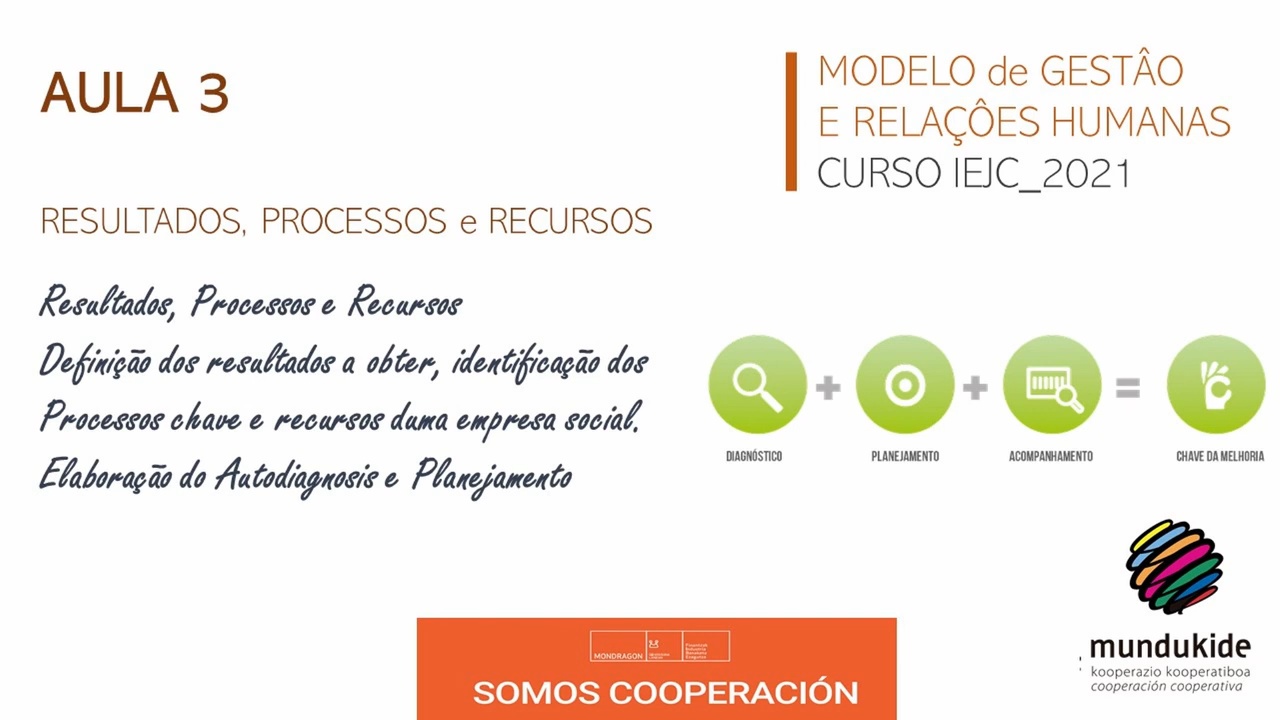 AULA 3
MODELO de GESTÂO
E RELAÇÔES HUMANAS
CURSO IEJC_2021
RESULTADOS, PROCESSOS e RECURSOS
Resultados, Processos e Recursos
Definição dos resultados a obter, identificação dos
Processos chave e recursos duma empresa social.
Elaboração do Autodiagnosis e Planejamento
DIAGNÓSTICO
PLANEJAMENTO
ACOMPANHAMENTO
CHAVE DA MELHORIA
MONDRAGON
SOMOS COOPERACIÓN
mundukide
kooperazio kooperatiboa
cooperación cooperativa